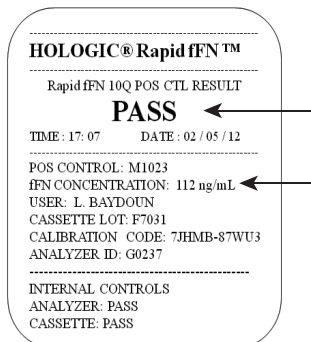 HOLOGIC® Rapid fFN ™
Rapid fFN 10Q POS CTL RESULT
PASS
TIME : 17: 07 DATE : 02 / 05 / 12
POS CONTROL: M1023
fFN CONCENTRATION: 112 ng/mL
USER: L. BAYDOUN
CASSETTE LOT: F7031
CALIBRATION CODE: 7JHMB-87WU3
ANALYZER ID: G0237
INTERNAL CONTROLS
ANALYZER: PASS
CASSETTE: PASS